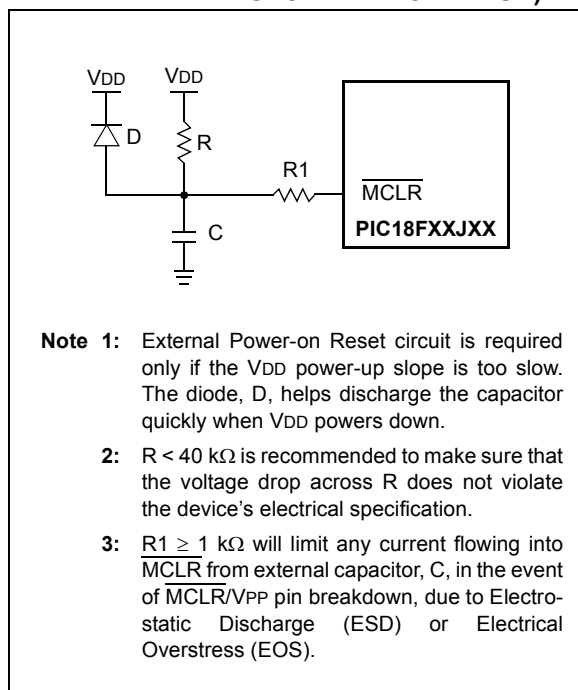 VDD VDD
D
R
R1
MCLR
C
PIC18FXXJXX
Note 1: External Power-on Reset circuit is required
only if the VDD power-up slope is too slow.
The diode, D, helps discharge the capacitor
quickly when VDD powers down.
2: R < 40 kΩ is recommended to make sure that
the voltage drop across R does not violate
the device's electrical specification.
3: R1 ≥ 1 kΩ will limit any current flowing into
MCLR from external capacitor, C, in the event
of MCLR/VPP pin breakdown, due to Electro-
static Discharge (ESD) or Electrical
Overstress (EOS).